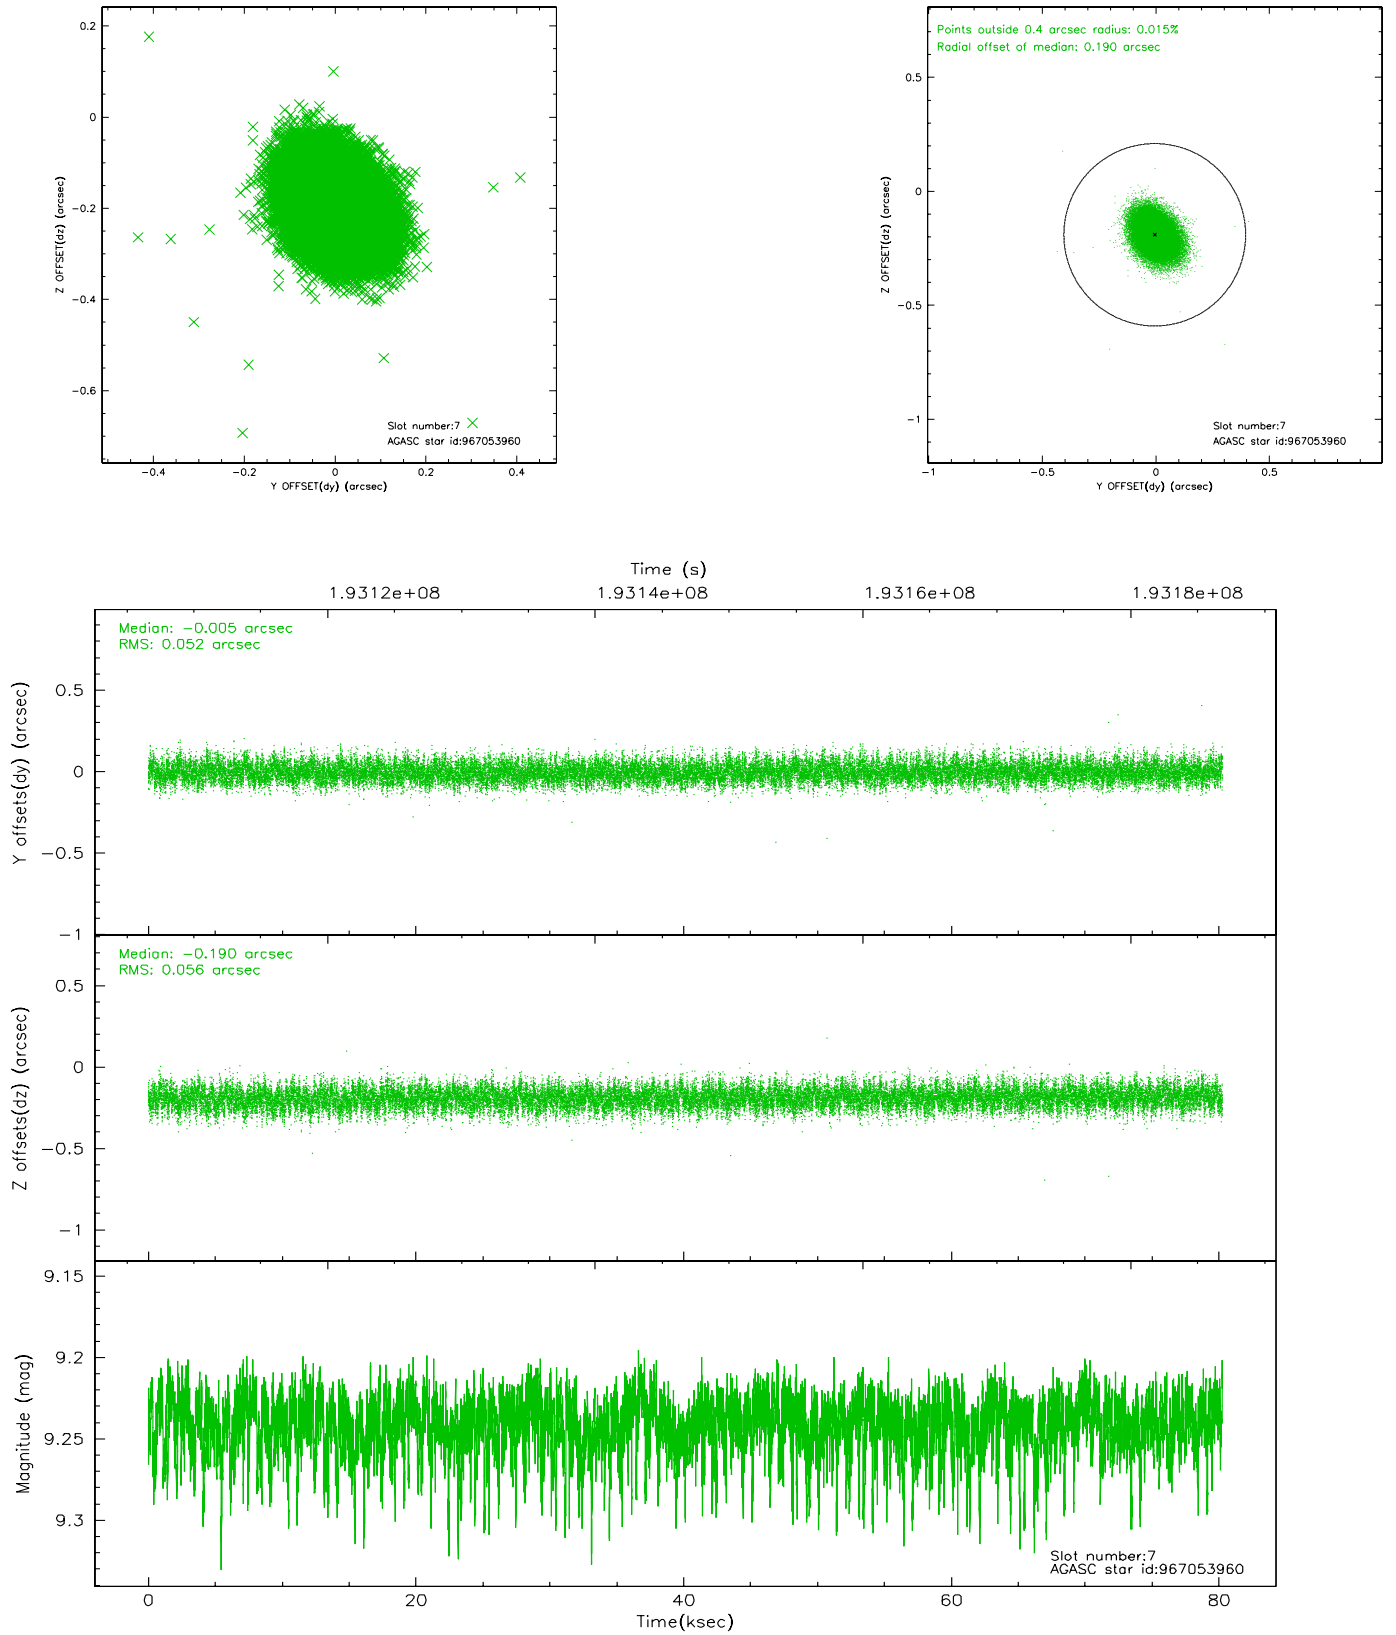 0.2
0
−0.2
−0.4
−0.6
Z OFFSET(dz) (arcsec)
Slot number:7
AGASC star id:967053960
−0.4
−0.2
0
0.2
0.4
Y OFFSET(dy) (arcsec)
Points outside 0.4 arcsec radius: 0.015%
Radial offset of median: 0.190 arcsec
0.5
0
−0.5
−1
Z OFFSET(dz) (arcsec)
Slot number:7
AGASC star id:967053960
−1
−0.5
0
0.5
Y OFFSET(dy) (arcsec)
Time (s)
1.9312e+08
1.9314e+08
1.9316e+08
1.9318e+08
Median: −0.005 arcsec
RMS: 0.052 arcsec
0.5
0
−0.5
−1
Y offsets(dy) (arcsec)
Median: −0.190 arcsec
RMS: 0.056 arcsec
0.5
0
−0.5
−1
Z offsets(dz) (arcsec)
9.15
9.2
9.25
9.3
Magnitude (mag)
Slot number:7
AGASC star id:967053960
0
20
40
60
80
Time(ksec)